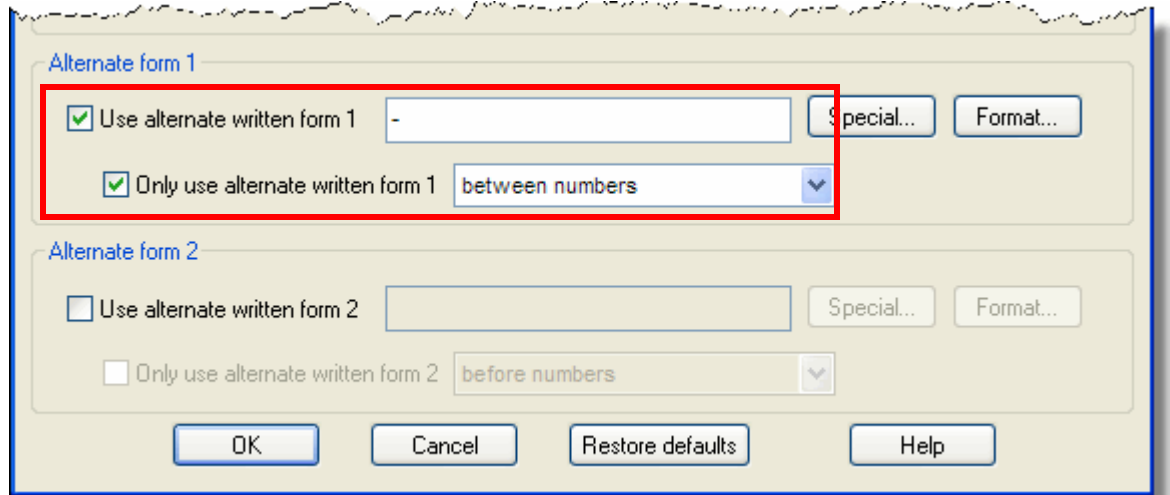 Alternate form 1
Use alternate written form 1 - Special... Format...
Only use alternate written form 1 between numbers
Alternate form 2
Use alternate written form 2 Special... Format...
Only use alternate written form 2 before numbers
OK Cancel Restore defaults Help